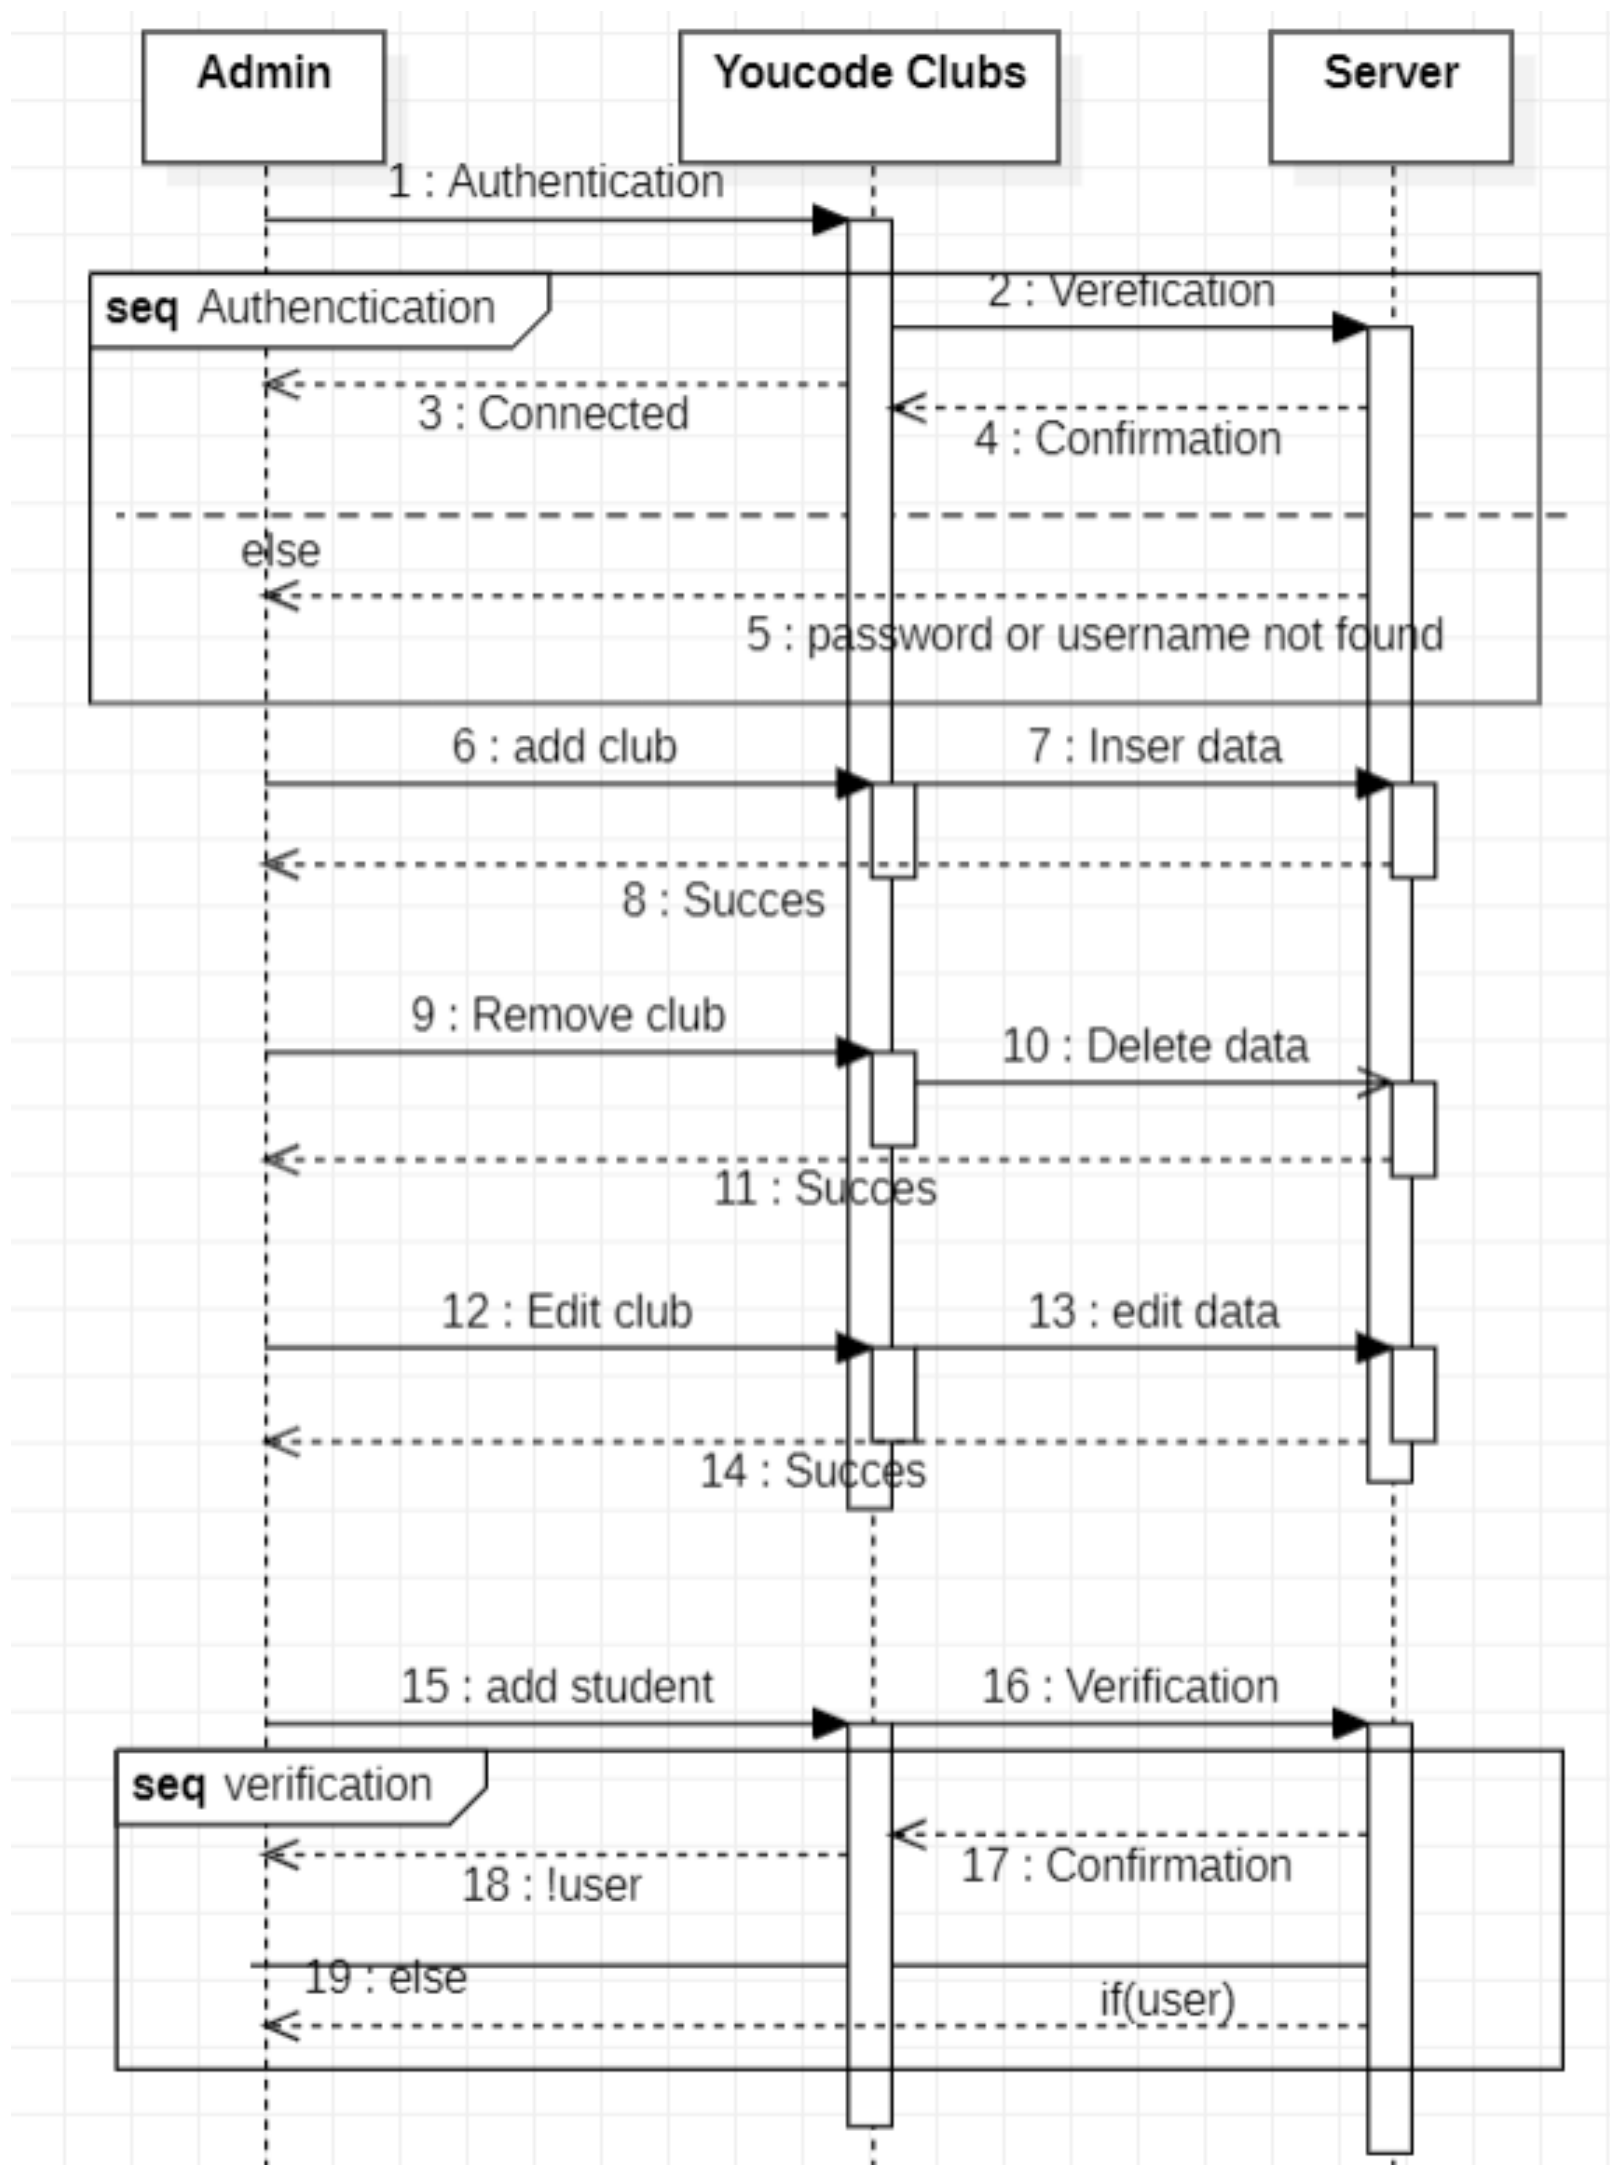 Admin
Youcode Clubs
Server
1 : Authentication
seq Authenctication
2 : Verefication
3 : Connected
4 : Confirmation
else
5 : password or username not found
6 : add club
7 : Inser data
8 : Succes
9 : Remove club
10 : Delete data
11 : Succes
12 : Edit club
13 : edit data
14 : Succes
15 : add student
16 : Verification
seq verification
17 : Confirmation
18 : !user
19 : else
if(user)